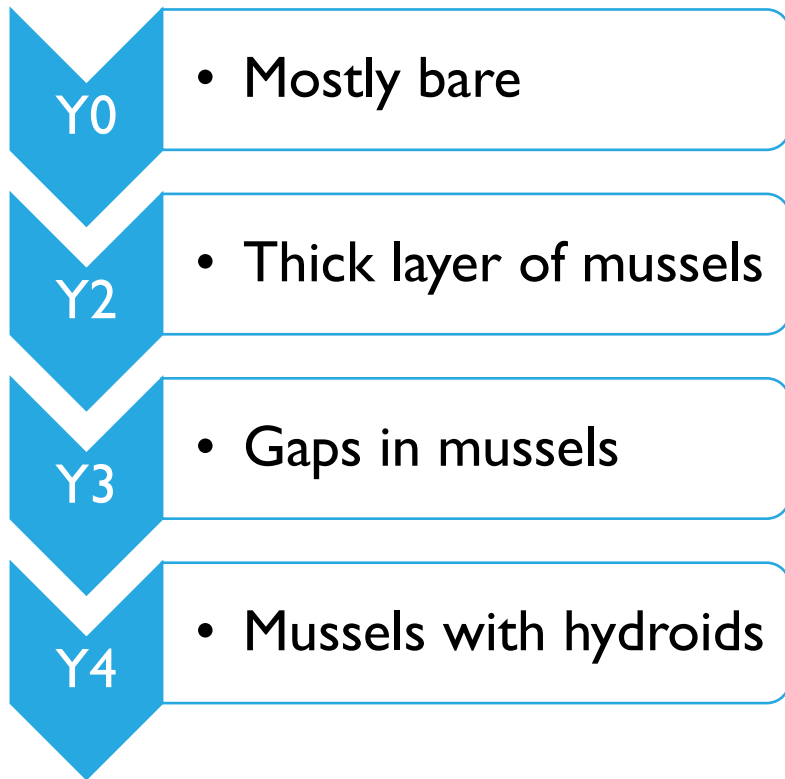 Y0
• Mostly bare
Y2
• Thick layer of mussels
Y3
• Gaps in mussels
Y4
• Mussels with hydroids